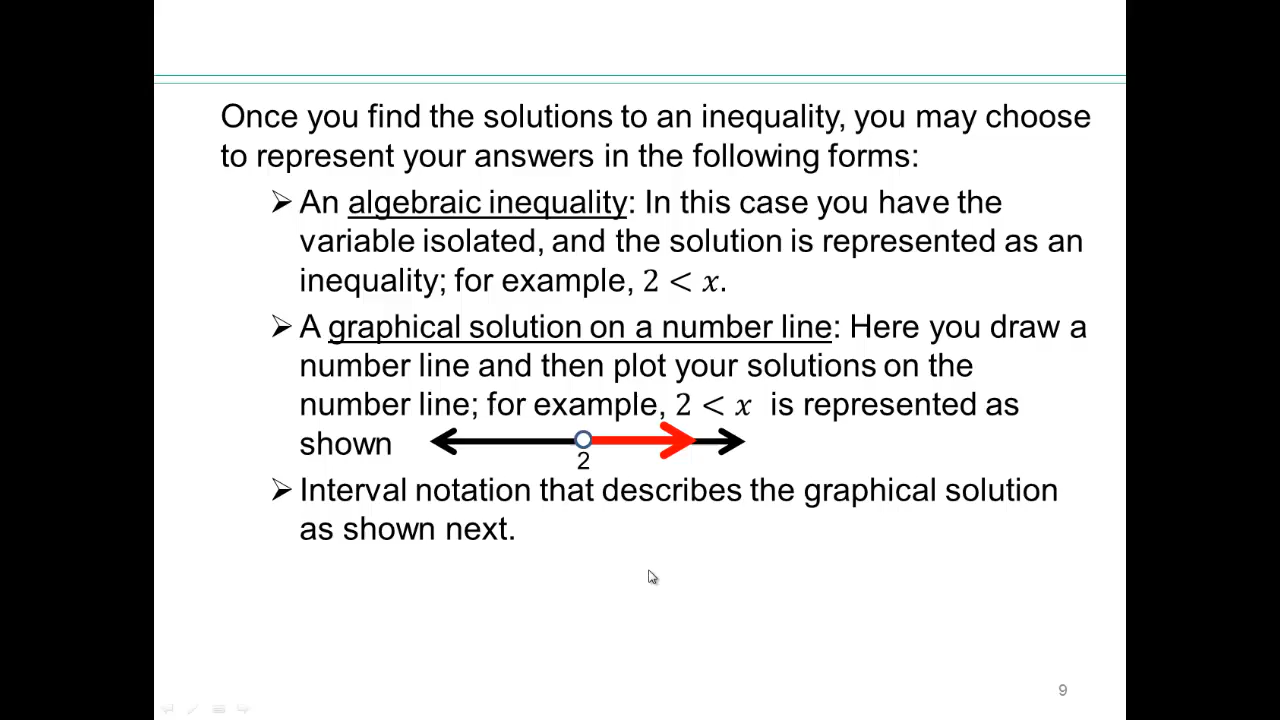 Once you find the solutions to an inequality, you may choose
to represent your answers in the following forms:
➢ An algebraic inequality: In this case you have the
variable isolated, and the solution is represented as an
inequality; for example, 2 < 𝑥.
➢ A graphical solution on a number line: Here you draw a
number line and then plot your solutions on the
number line; for example, 2 < 𝑥 is represented as
shown
2
➢ Interval notation that describes the graphical solution
as shown next.
9